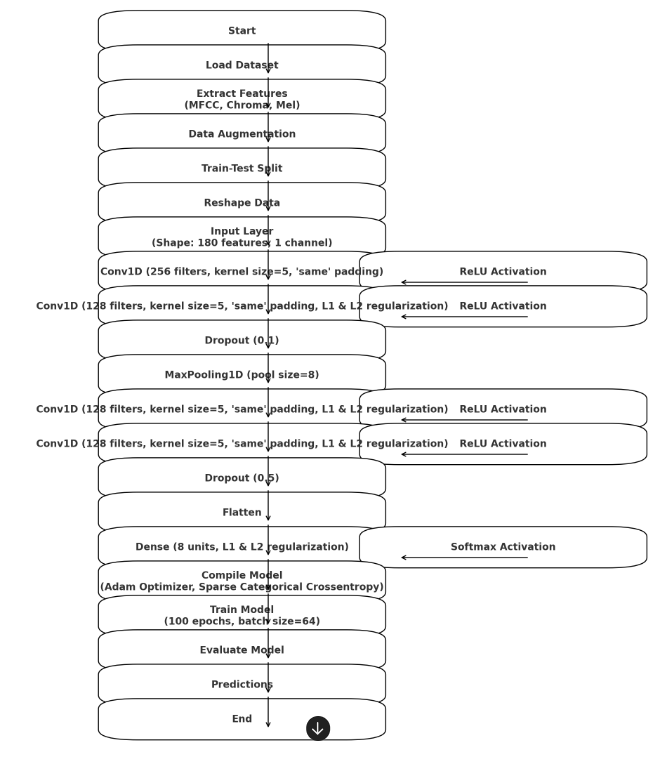 Start
Load Dataset
Extract Features
(MFCC, Chroma, Mel)
Data Augmentation
Train-Test Split
Reshape Data
Input Layer
(Shape: 180 features, 1 channel)
Conv1D (256 filters, kernel size=5, 'same' padding)
ReLU Activation
Conv1D (128 filters, kernel size=5, 'same' padding, L1 & L2 regularization)
ReLU Activation
Dropout (0.1)
MaxPooling1D (pool size=8)
Conv1D (128 filters, kernel size=5, 'same' padding, L1 & L2 regularization)
ReLU Activation
Conv1D (128 filters, kernel size=5, 'same' padding, L1 & L2 regularization)
ReLU Activation
Dropout (0.5)
Flatten
Dense (8 units, L1 & L2 regularization)
Softmax Activation
Compile Model
(Adam Optimizer, Sparse Categorical Crossentropy)
Train Model
(100 epochs, batch size=64)
Evaluate Model
Predictions
End